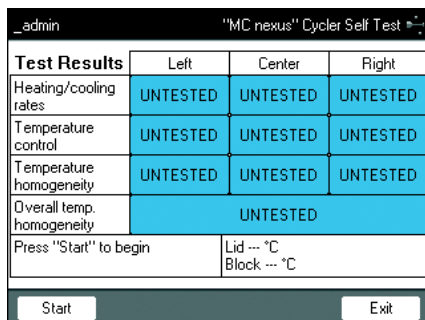 _admin "MC nexus" Cycler Self Test
Test Results Left Center Right
Heating/cooling
rates UNTESTED UNTESTED UNTESTED
Temperature
control UNTESTED UNTESTED UNTESTED
Temperature
homogeneity UNTESTED UNTESTED UNTESTED
Overall temp.
homogeneity UNTESTED
Press "Start" to begin Lid --- °C
Block --- °C
Start Exit